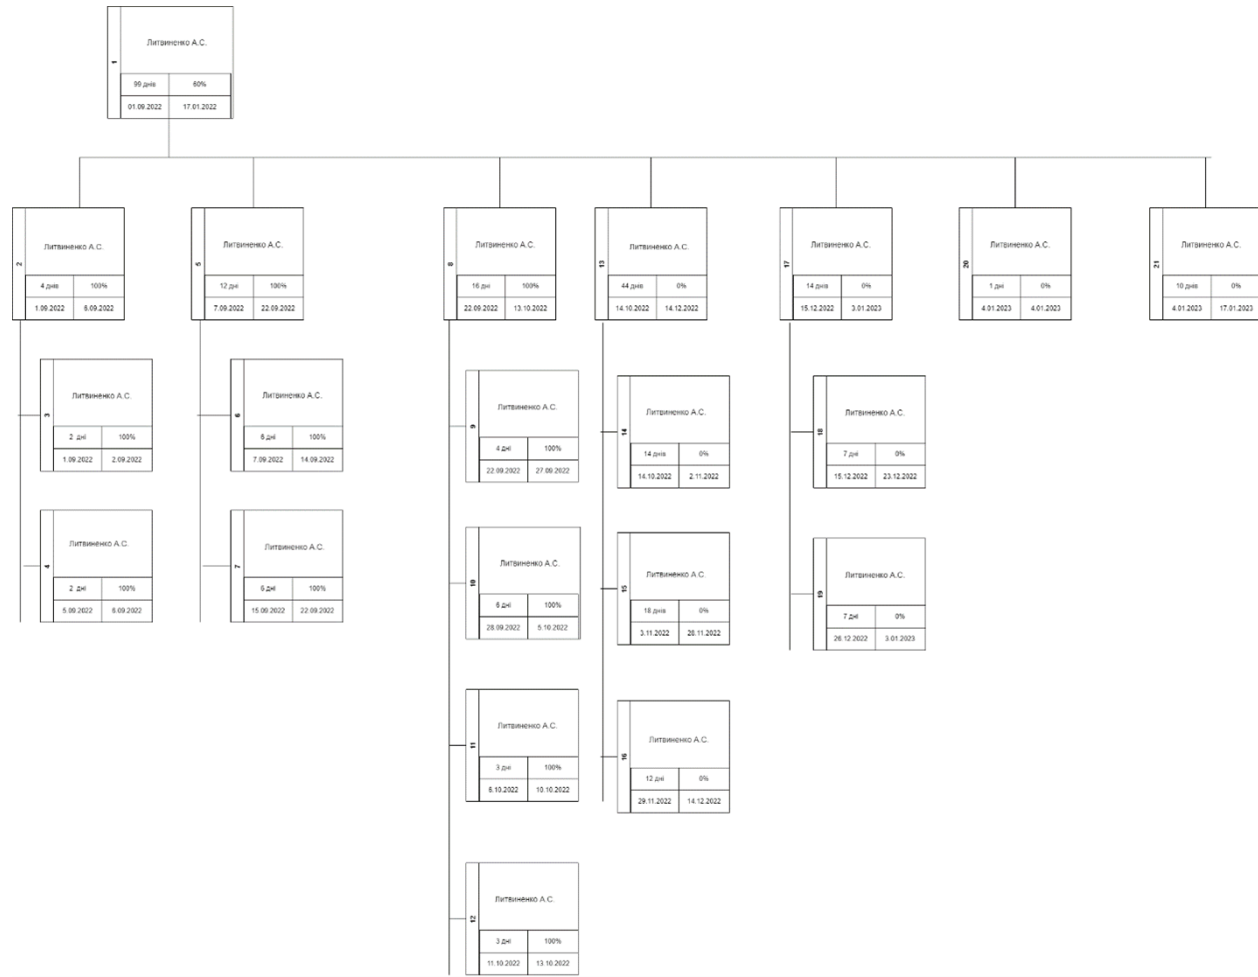 1
Литвиненко А.С.
99 днів 60%
01.09.2022 17.01.2022
2
Литвиненко А.С.
4 днів 100%
1.09.2022 6.09.2022
5
Литвиненко А.С.
12 дні 100%
7.09.2022 22.09.2022
8
Литвиненко А.С.
16 дні 100%
22.09.2022 13.10.2022
13
Литвиненко А.С.
44 днів 0%
14.10.2022 14.12.2022
17
Литвиненко А.С.
14 днів 0%
15.12.2022 3.01.2023
20
Литвиненко А.С.
1 дні 0%
4.01.2023 4.01.2023
21
Литвиненко А.С.
10 днів 0%
4.01.2023 17.01.2023
3
Литвиненко А.С.
2 дні 100%
1.09.2022 2.09.2022
4
Литвиненко А.С.
2 дні 100%
5.09.2022 6.09.2022
6
Литвиненко А.С.
6 дні 100%
7.09.2022 14.09.2022
7
Литвиненко А.С.
6 дні 100%
15.09.2022 22.09.2022
9
Литвиненко А.С.
4 дні 100%
22.09.2022 27.09.2022
10
Литвиненко А.С.
6 дні 100%
28.09.2022 5.10.2022
11
Литвиненко А.С.
3 дні 100%
6.10.2022 10.10.2022
12
Литвиненко А.С.
3 дні 100%
11.10.2022 13.10.2022
14
Литвиненко А.С.
14 днів 0%
14.10.2022 2.11.2022
15
Литвиненко А.С.
18 днів 0%
3.11.2022 28.11.2022
16
Литвиненко А.С.
12 дні 0%
29.11.2022 14.12.2022
18
Литвиненко А.С.
7 дні 0%
15.12.2022 23.12.2022
19
Литвиненко А.С.
7 дні 0%
26.12.2022 3.01.2023